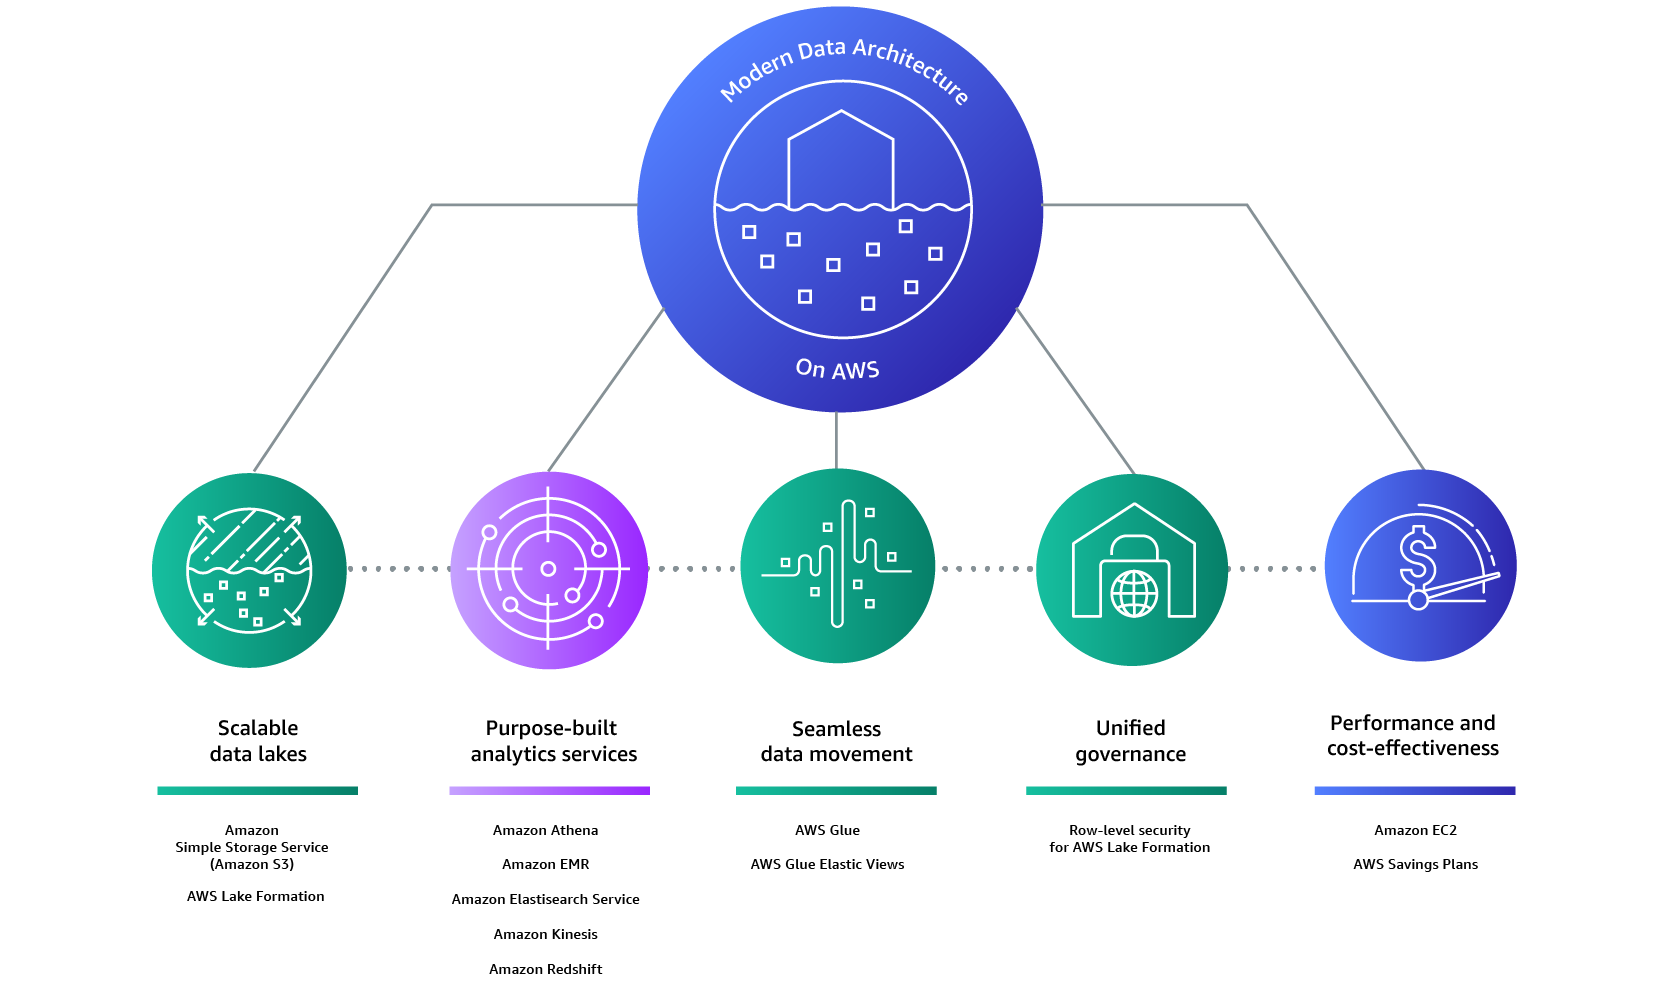 Modern Data Architecture
On AWS
Scalable
data lakes
Purpose-built
analytics services
Seamless
data movement
Unified
governance
Performance and
cost-effectiveness
Amazon
Simple Storage Service
(Amazon S3)
AWS Lake Formation
Amazon Athena
Amazon EMR
Amazon Elastisearch Service
Amazon Kinesis
Amazon Redshift
AWS Glue
AWS Glue Elastic Views
Row-level security
for AWS Lake Formation
Amazon EC2
AWS Savings Plans